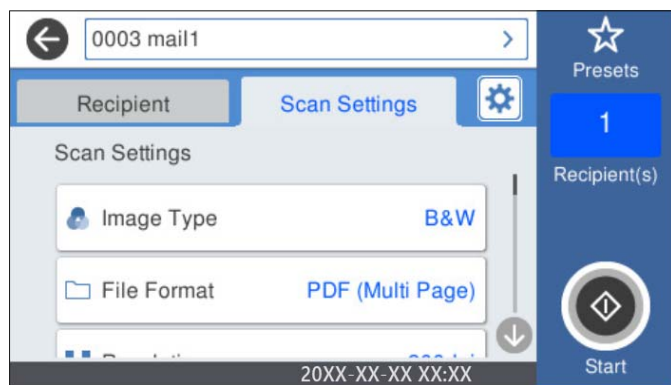 0003 mail1
Presets
Recipient
Scan Settings
1
Recipient(s)
Scan Settings
Image Type B&W
File Format PDF (Multi Page)
20XX-XX-XX XX:XX
Start